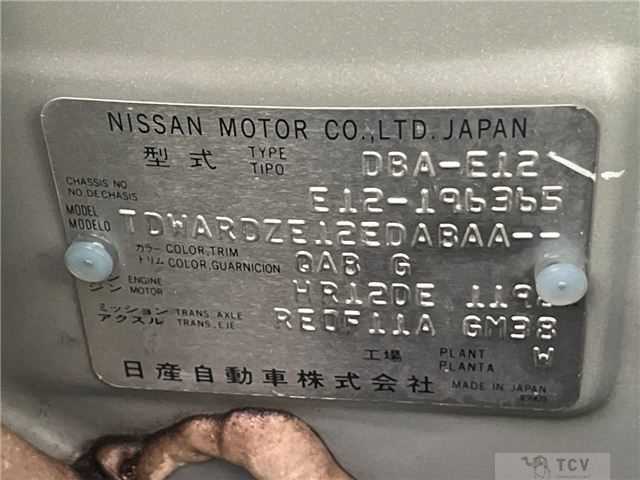 NISSAN MOTOR CO.,LTD. JAPAN
型式 TYPE TIPO DBA-E12
CHASSIS NO NO.DECHASIS E12-196365
MODEL MODELO TDWARDZE12EDABAA--
カラー COLOR,TRIM
トリム COLOR,GUARNICION QAB G
ENGINE MOTOR HR12DE
ミッション TRANS. AXLE
アクスル TRANS. EJE RE0F11A GM38
工場 PLANT PLANTA W
日産自動車株式会社 MADE IN JAPAN
TCV